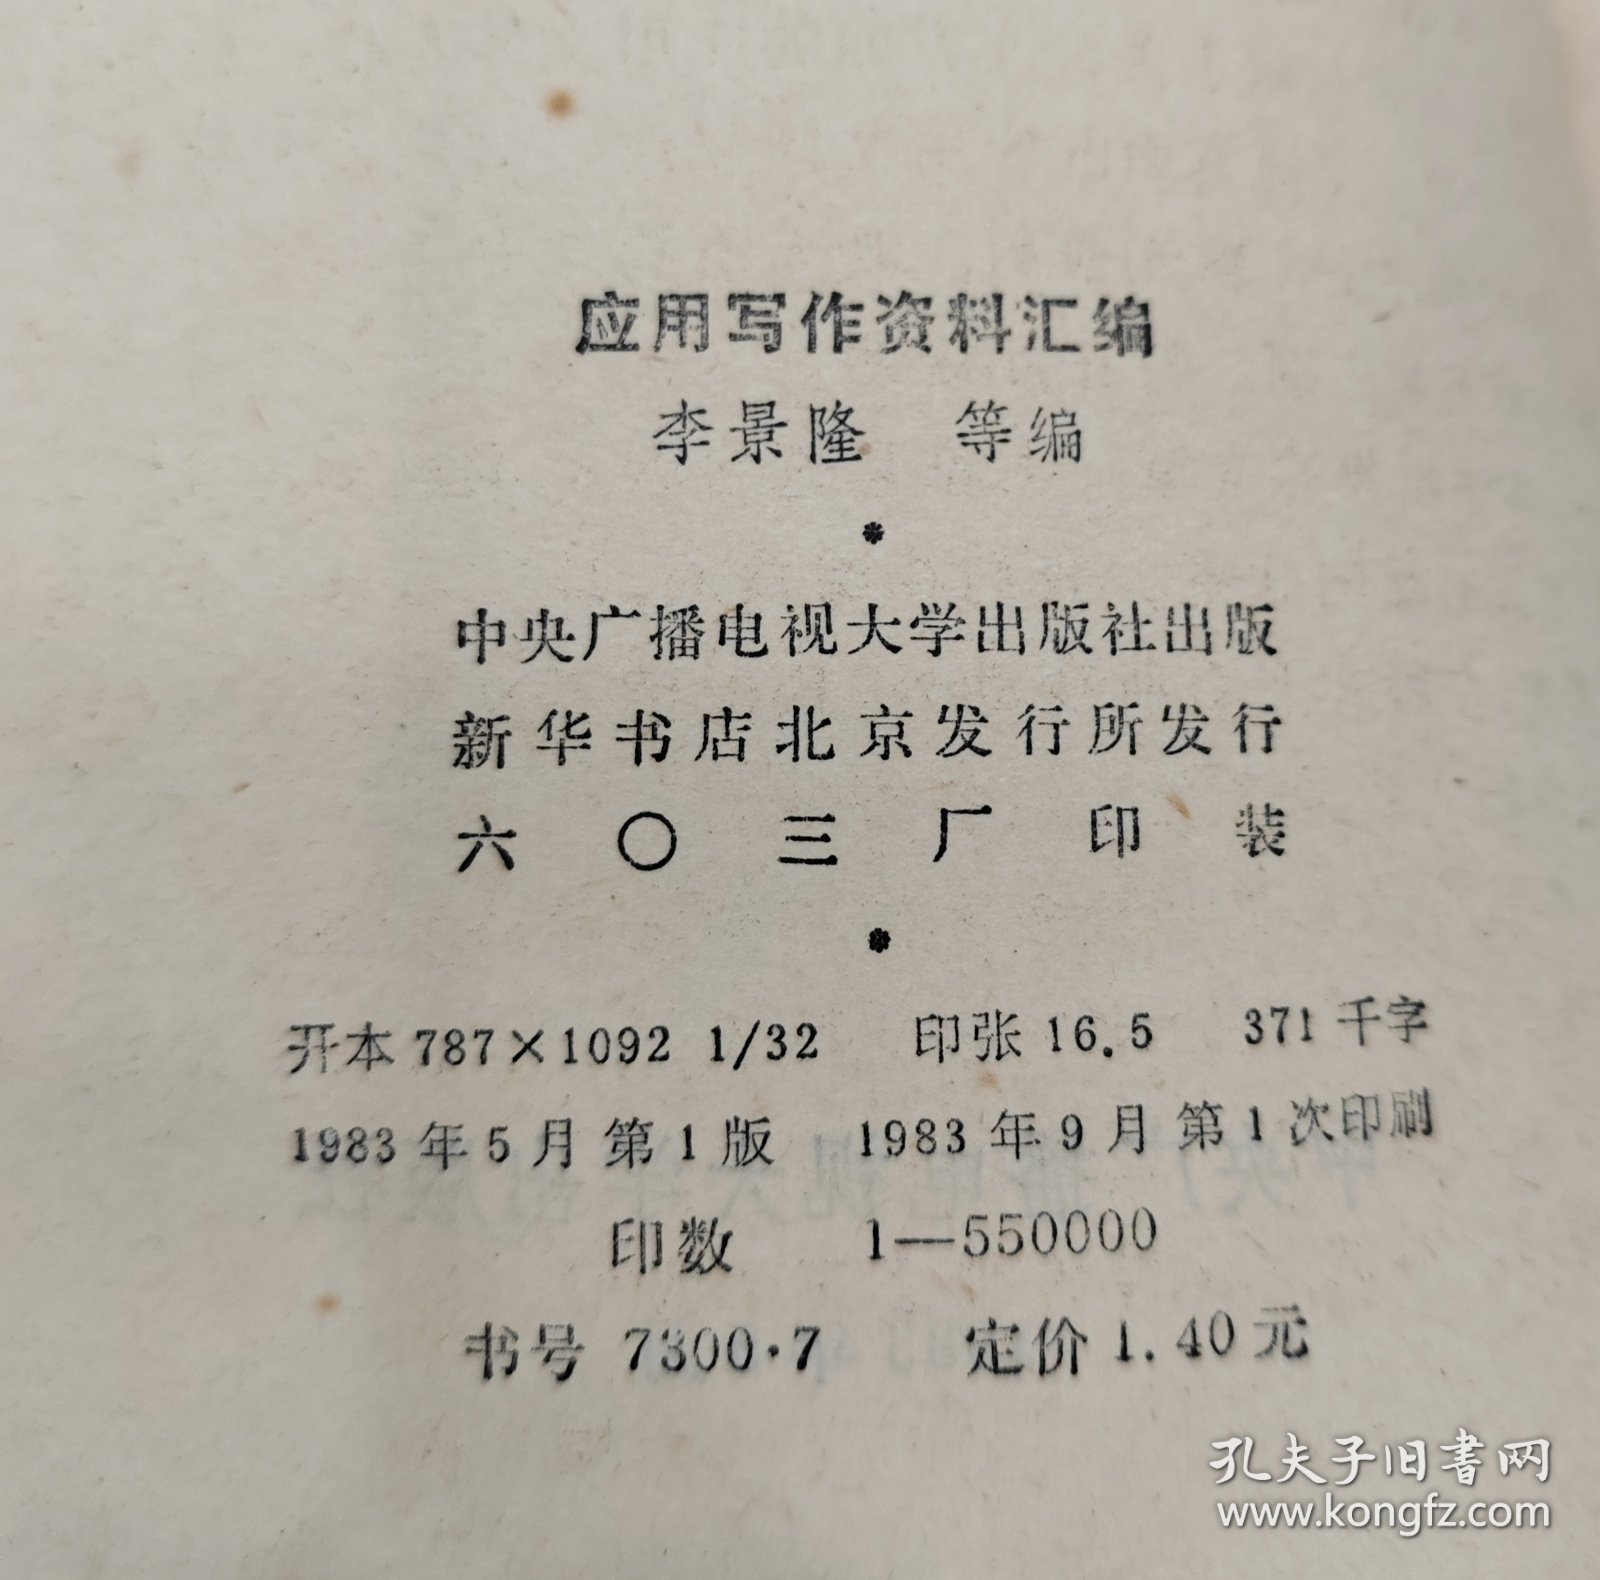 应用写作资料汇编
李景隆 等编
*
中央广播电视大学出版社出版
新华书店北京发行所发行
六〇三厂印装
*
开本 787×1092 1/32 印张 16.5 371 千字
1983 年 5 月 第 1 版 1983 年 9 月 第 1 次印刷
印数 1—550000
书号 7300·7 定价 1.40 元
孔夫子旧書网
www.kongfz.com